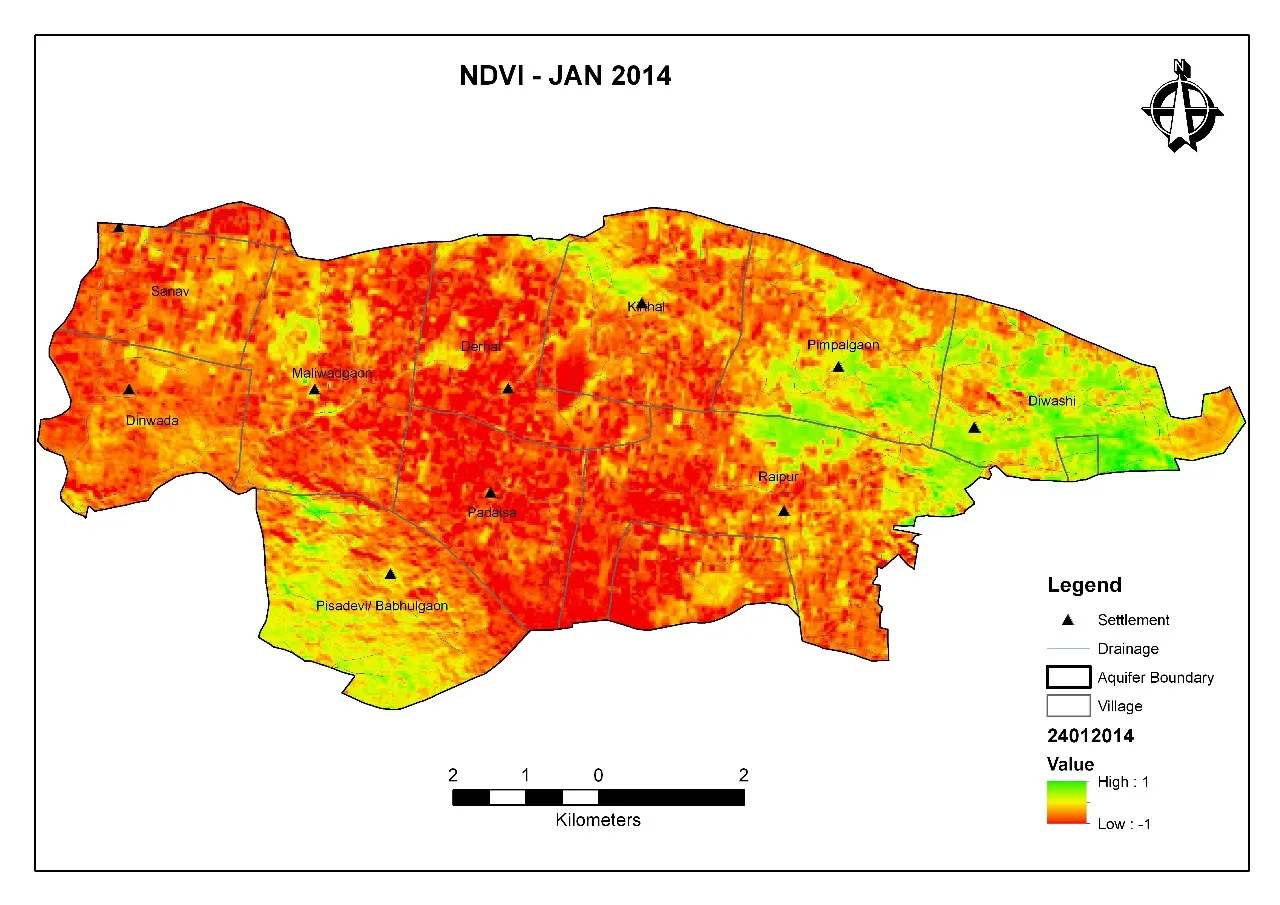 NDVI - JAN 2014
N
Sanav
Kinhal
Derhal
Pimpalgaon
Maliwadgaon
Diwashi
Dinwada
Raipur
Padalsa
Pisadevi/ Babhulgaon
Legend
Settlement
Drainage
Aquifer Boundary
Village
24012014
Value
High : 1
Low : -1
2 1 0 2
Kilometers